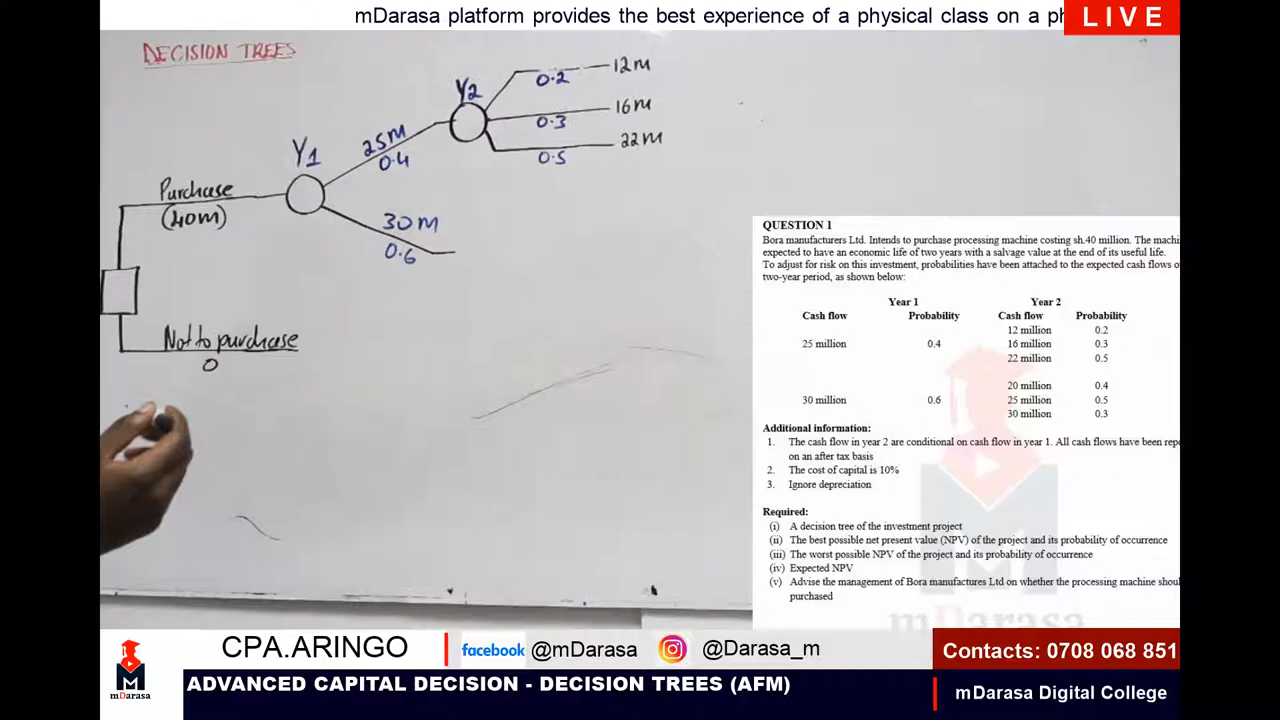 mDarasa platform provides the best experience of a physical class on a ph
LIVE
DECISION TREES
Y2
0.2 12m
0.3 16m
0.5 22m
Y1
25M
0.4
Purchase
(40m)
30M
0.6
Not to purchase
0
QUESTION 1
Bora manufacturers Ltd. Intends to purchase processing machine costing sh.40 million. The machi
expected to have an economic life of two years with a salvage value at the end of its useful life.
To adjust for risk on this investment, probabilities have been attached to the expected cash flows o
two-year period, as shown below:
Year 1 Year 2
Cash flow Probability Cash flow Probability
12 million 0.2
25 million 0.4 16 million 0.3
22 million 0.5
20 million 0.4
30 million 0.6 25 million 0.5
30 million 0.3
Additional information:
1. The cash flow in year 2 are conditional on cash flow in year 1. All cash flows have been rep
on an after tax basis
2. The cost of capital is 10%
3. Ignore depreciation
Required:
(i) A decision tree of the investment project
(ii) The best possible net present value (NPV) of the project and its probability of occurrence
(iii) The worst possible NPV of the project and its probability of occurrence
(iv) Expected NPV
(v) Advise the management of Bora manufactures Ltd on whether the processing machine shou
purchased
mDarasa
CPA.ARINGO
facebook @mDarasa
@Darasa_m
Contacts: 0708 068 851
mDarasa
ADVANCED CAPITAL DECISION - DECISION TREES (AFM)
mDarasa Digital College